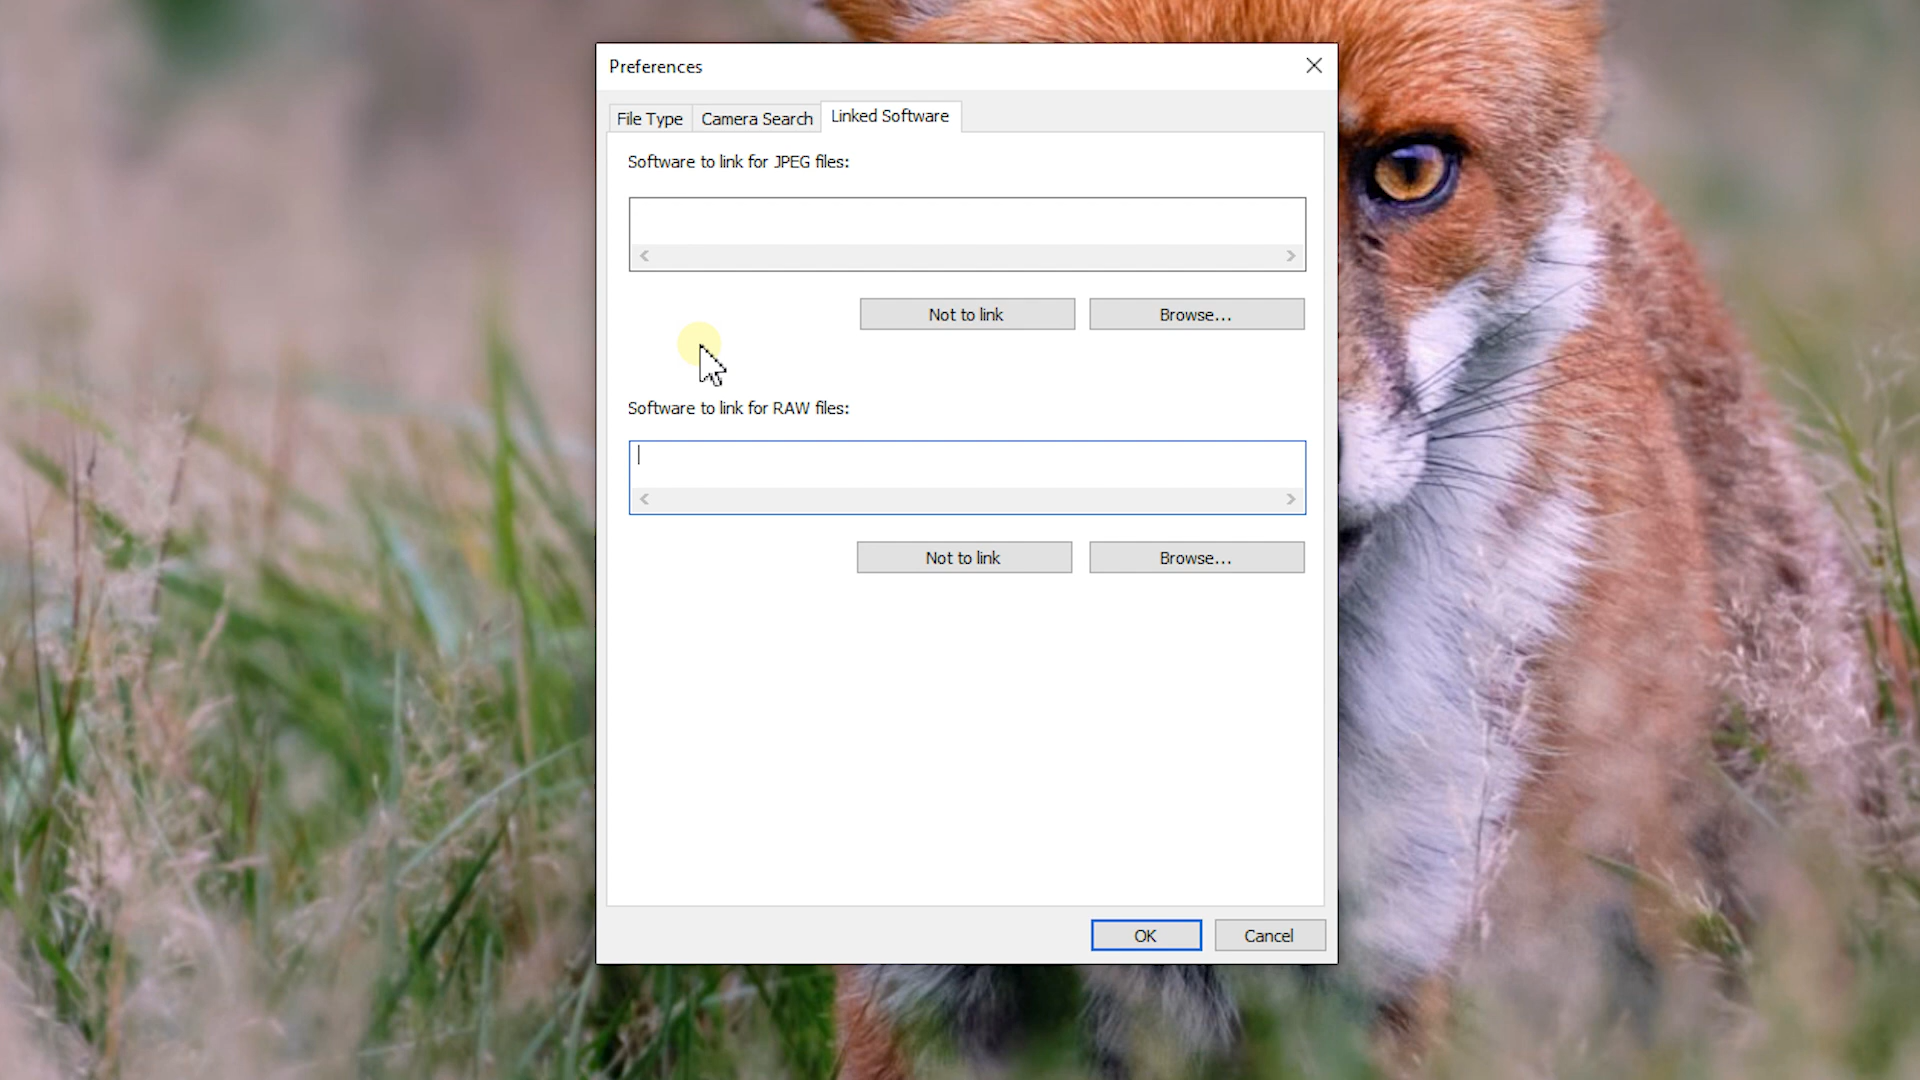 Preferences
File Type Camera Search Linked Software
Software to link for JPEG files:
Not to link Browse...
Software to link for RAW files:
Not to link Browse...
OK Cancel